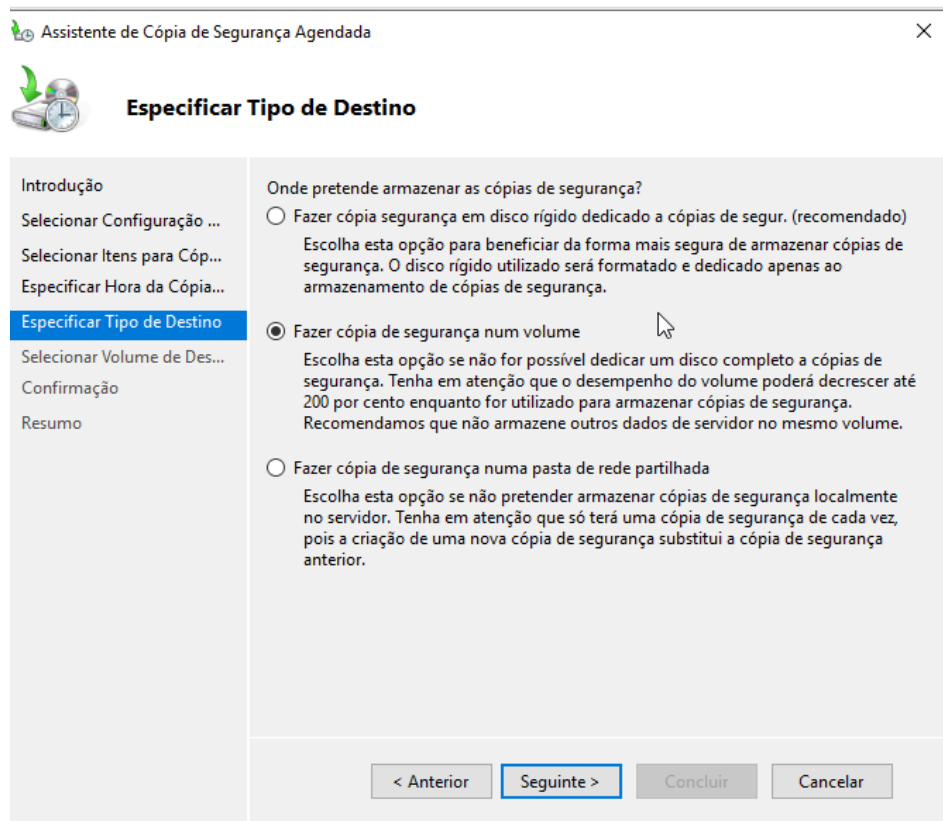 Assistente de Cópia de Segurança Agendada
Especificar Tipo de Destino
Introdução
Selecionar Configuração ...
Selecionar Itens para Cóp...
Especificar Hora da Cópia...
Especificar Tipo de Destino
Selecionar Volume de Des...
Confirmação
Resumo
Onde pretende armazenar as cópias de segurança?
Fazer cópia segurança em disco rígido dedicado a cópias de segur. (recomendado)
Escolha esta opção para beneficiar da forma mais segura de armazenar cópias de
segurança. O disco rígido utilizado será formatado e dedicado apenas ao
armazenamento de cópias de segurança.
Fazer cópia de segurança num volume
Escolha esta opção se não for possível dedicar um disco completo a cópias de
segurança. Tenha em atenção que o desempenho do volume poderá decrescer até
200 por cento enquanto for utilizado para armazenar cópias de segurança.
Recomendamos que não armazene outros dados de servidor no mesmo volume.
Fazer cópia de segurança numa pasta de rede partilhada
Escolha esta opção se não pretender armazenar cópias de segurança localmente
no servidor. Tenha em atenção que só terá uma cópia de segurança de cada vez,
pois a criação de uma nova cópia de segurança substitui a cópia de segurança
anterior.
< Anterior
Seguinte >
Concluir
Cancelar